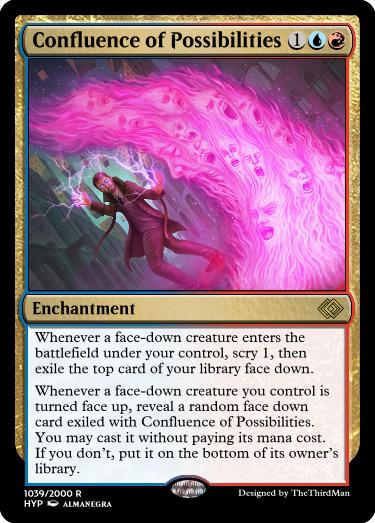 Confluence of Possibilities 1
Enchantment
Whenever a face-down creature enters the
battlefield under your control, scry 1, then
exile the top card of your library face down.
Whenever a face-down creature you control is
turned face up, reveal a random face down
card exiled with Confluence of Possibilities.
You may cast it without paying its mana cost.
If you don't, put it on the bottom of its owner's
library.
1039/2000 R
HYP ALMANEGRA
Designed by TheThirdMan